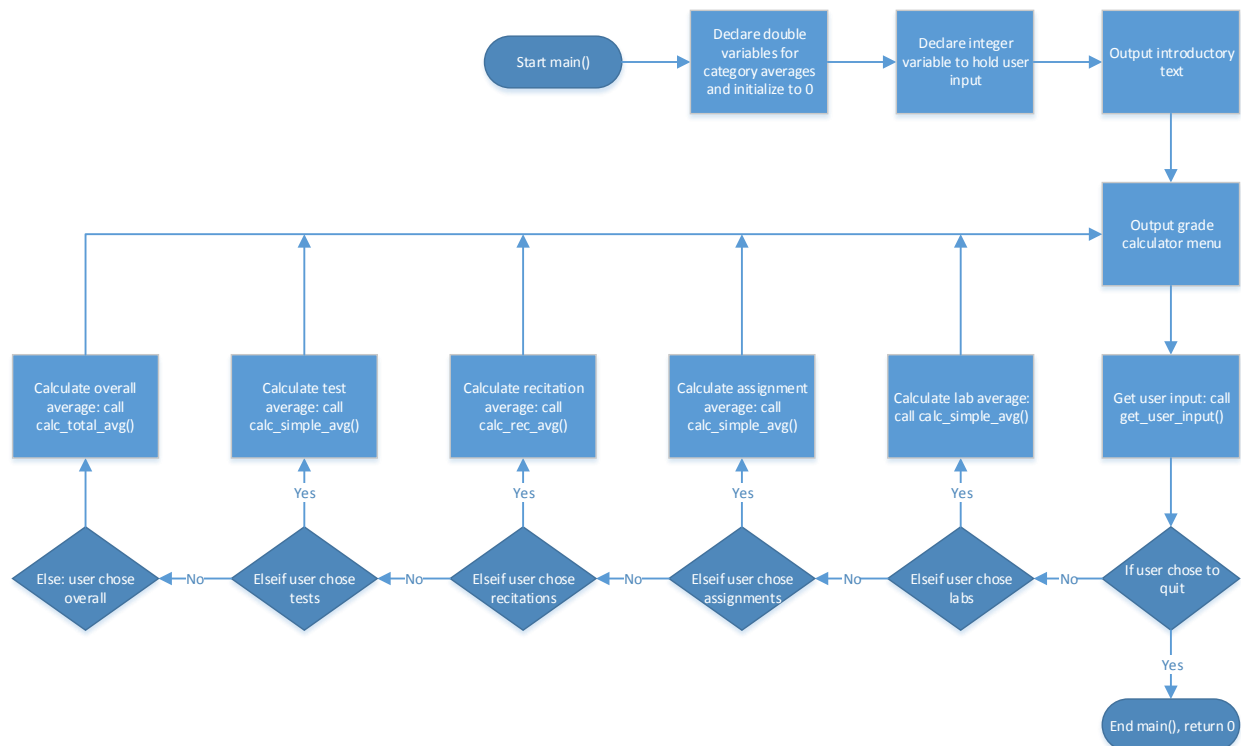 Start main()
Declare double
variables for
category averages
and initialize to 0
Declare integer
variable to hold user
input
Output introductory
text
Output grade
calculator menu
Calculate overall
average: call
calc_total_avg()
Calculate test
average: call
calc_simple_avg()
Calculate recitation
average: call
calc_rec_avg()
Calculate assignment
average: call
calc_simple_avg()
Calculate lab average:
call calc_simple_avg()
Get user input: call
get_user_input()
Yes
Yes
Yes
Yes
Else: user chose
overall
No
Elseif user chose
tests
No
Elseif user chose
recitations
No
Elseif user chose
assignments
No
Elseif user chose
labs
No
If user chose to
quit
Yes
End main(), return 0